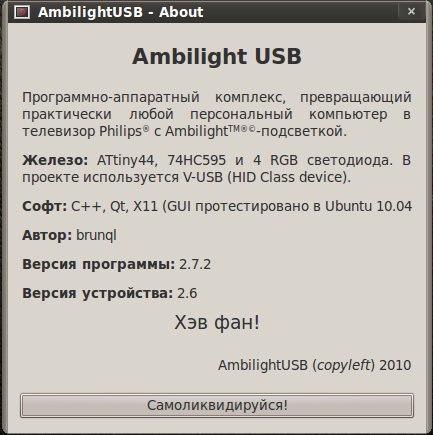 AmbilightUSB - About
Ambilight USB
Программно-аппаратный комплекс, превращающий
практически любой персональный компьютер в
телевизор Philips® с Ambilight™®©-подсветкой.
Железо: ATtiny44, 74HC595 и 4 RGB светодиода. В
проекте используется V-USB (HID Class device).
Софт: C++, Qt, X11 (GUI протестировано в Ubuntu 10.04
Автор: brunql
Версия программы: 2.7.2
Версия устройства: 2.6
Хэв фан!
AmbilightUSB (copyleft) 2010
Самоликвидируйся!